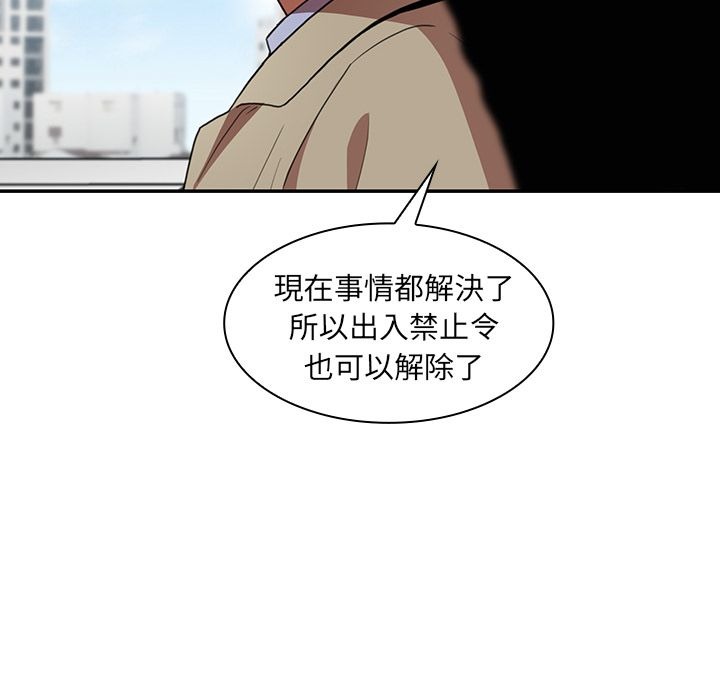 現在事情都解決了
所以出入禁止令
也可以解除了